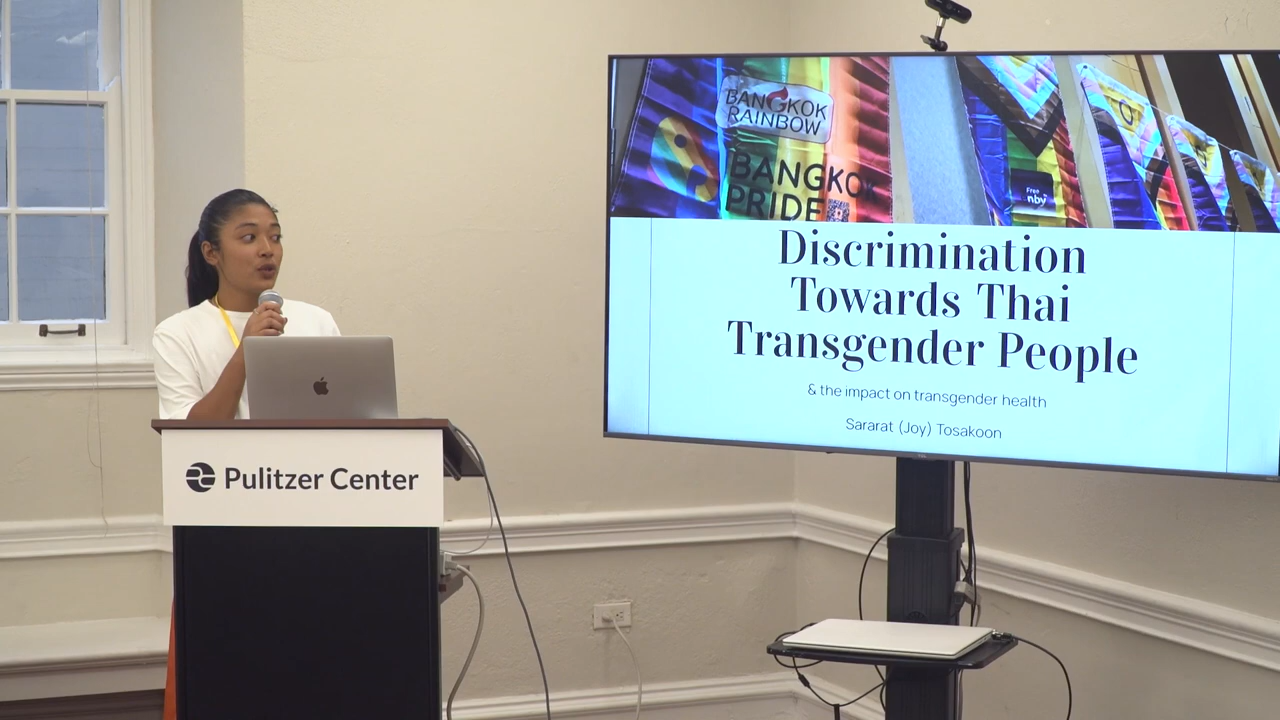 BANGKOK
RAINBOW
BANGKOK
PRIDE
Free
nby
Discrimination
Towards Thai
Transgender People
& the impact on transgender health
Sararat (Joy) Tosakoon
Pulitzer Center